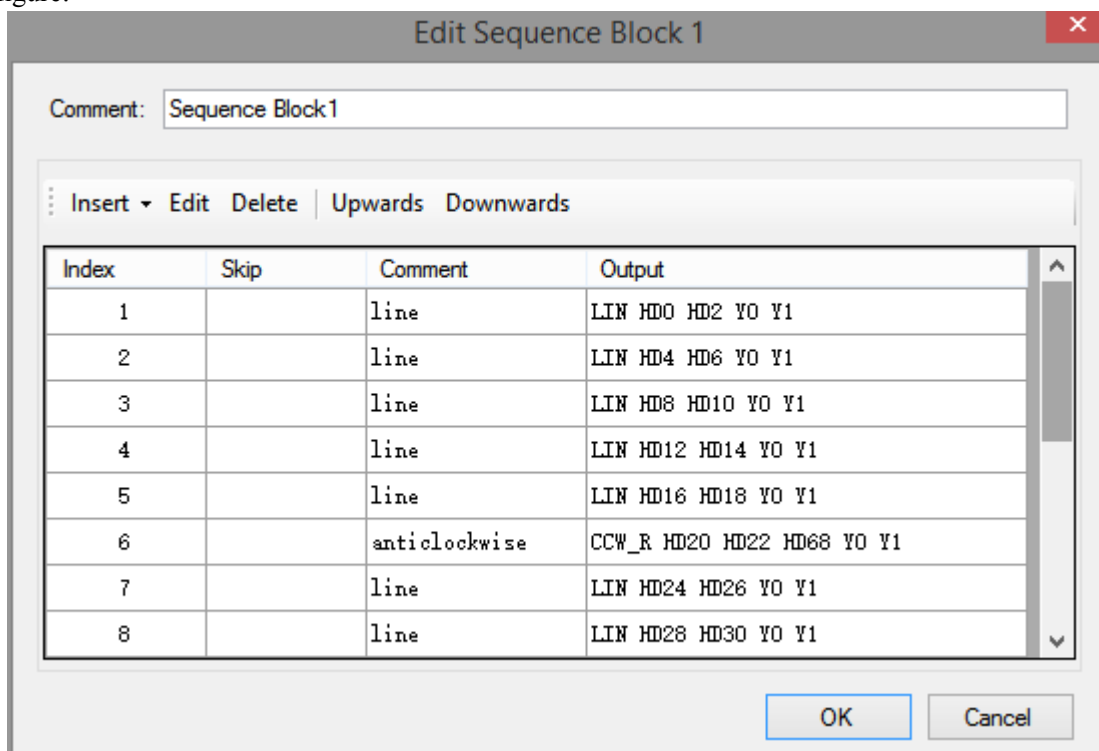 igure.
Edit Sequence Block 1
Comment: Sequence Block1
Insert Edit Delete Upwards Downwards
Index Skip Comment Output
1 line LIN HD0 HD2 Y0 Y1
2 line LIN HD4 HD6 Y0 Y1
3 line LIN HD8 HD10 Y0 Y1
4 line LIN HD12 HD14 Y0 Y1
5 line LIN HD16 HD18 Y0 Y1
6 anticlockwise CCW_R HD20 HD22 HD68 Y0 Y1
7 line LIN HD24 HD26 Y0 Y1
8 line LIN HD28 HD30 Y0 Y1
OK Cancel